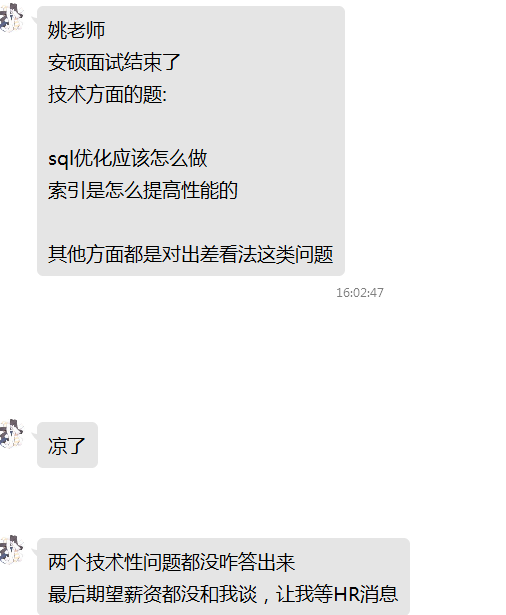 姚老师
安硕面试结束了
技术方面的题:
sql优化应该怎么做
索引是怎么提高性能的
其他方面都是对出差看法这类问题
16:02:47
凉了
两个技术性问题都没咋答出来
最后期望薪资都没和我谈，让我等HR消息